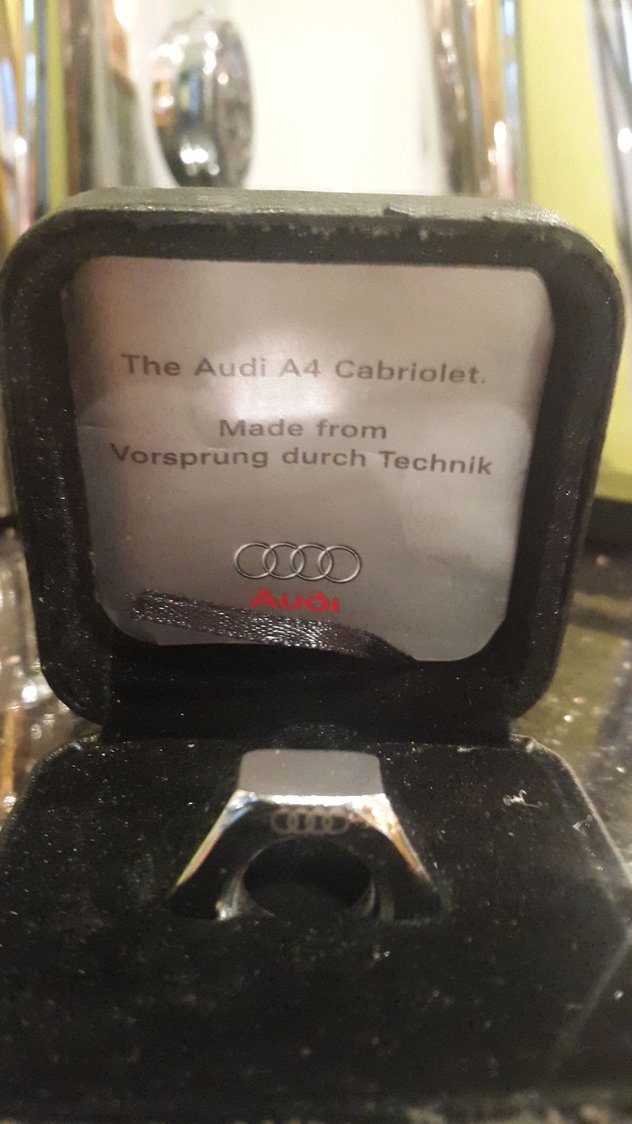 The Audi A4 Cabriolet.
Made from
Vorsprung durch Technik
Audi